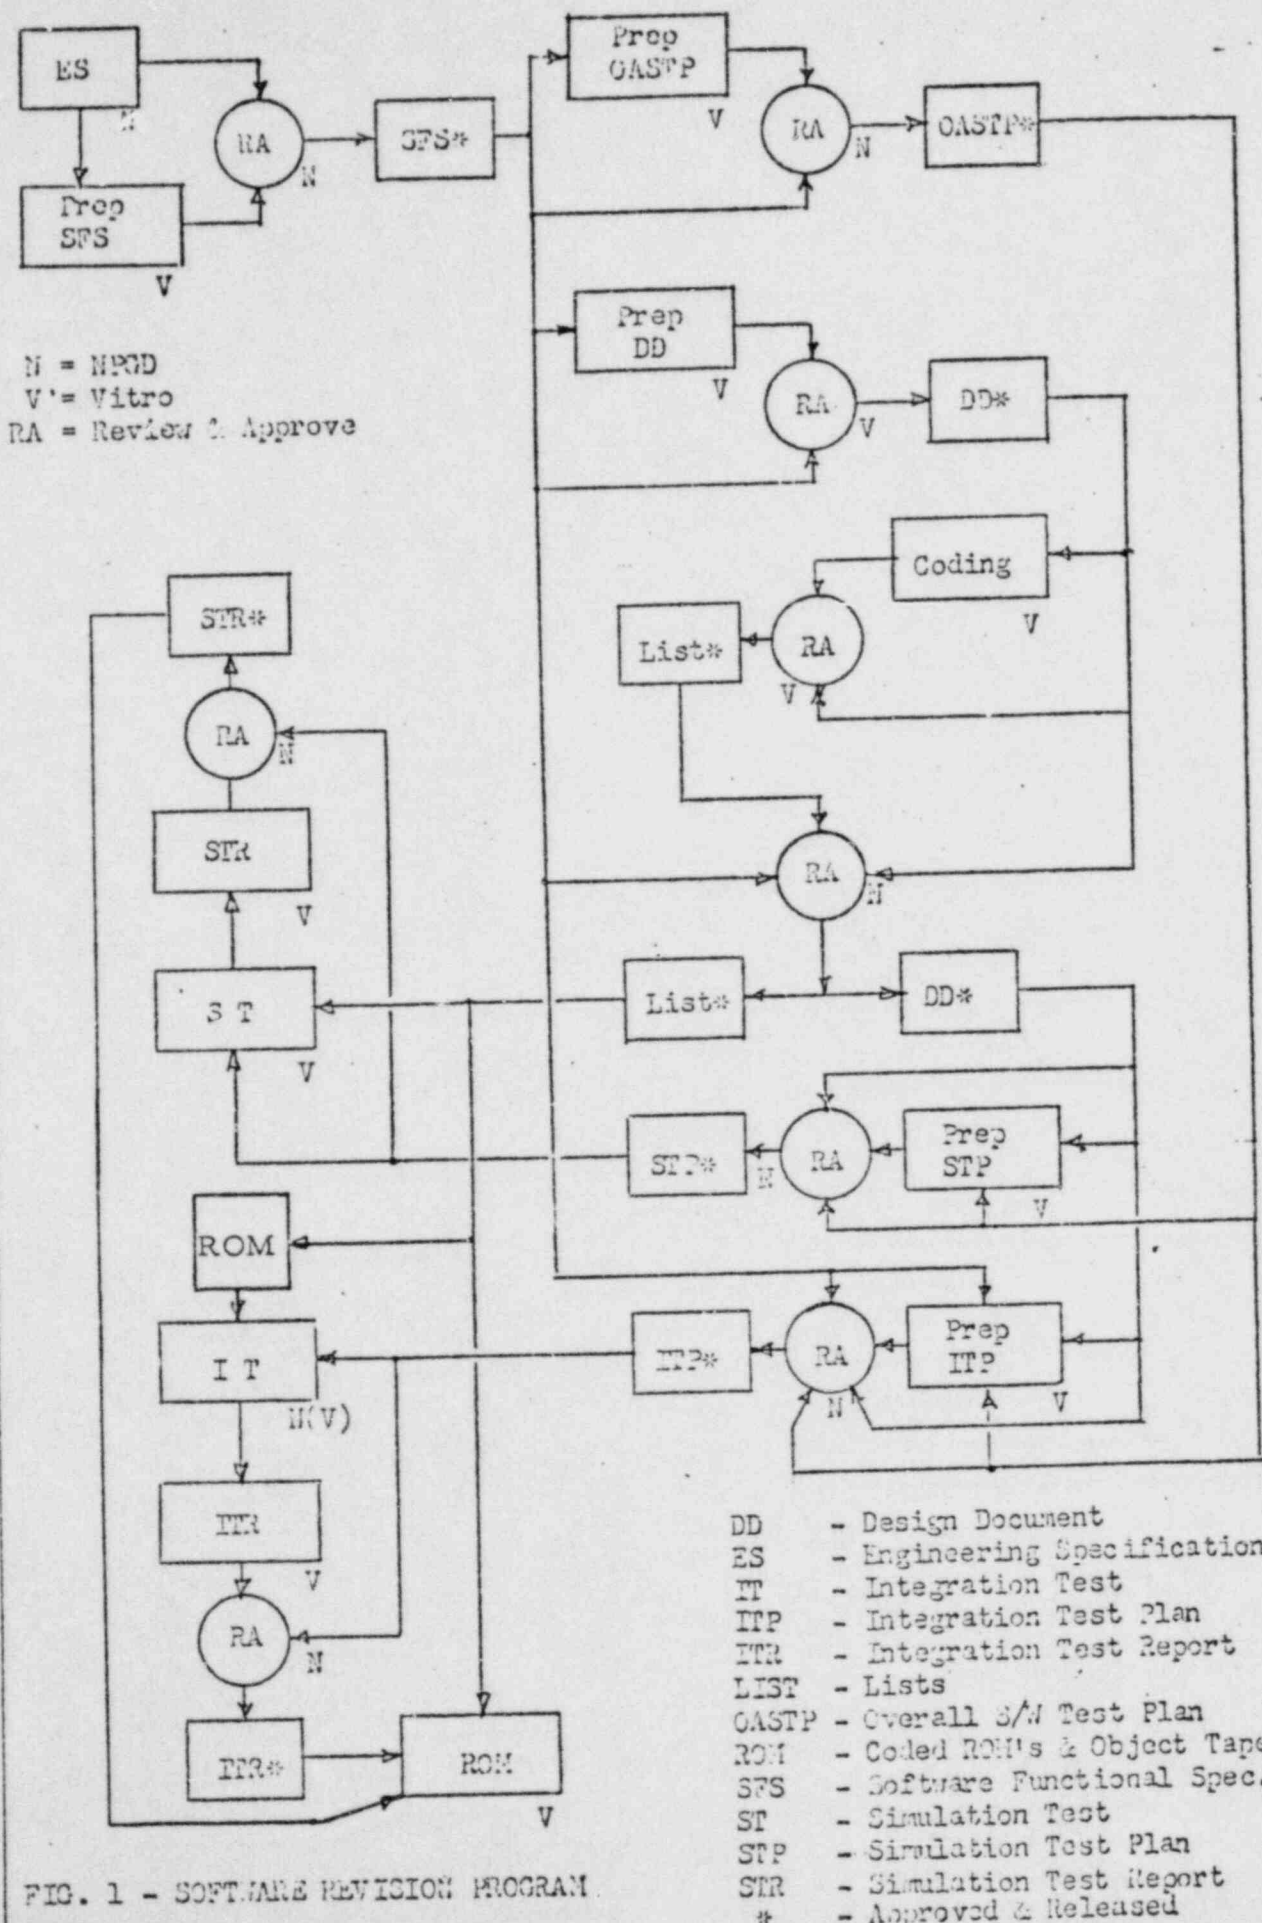 ES
N
Prep
SFS
V
RA
N
SFS*
Prep
OASTP
V
RA
N
OASTP*
N = NPGD
V = Vitro
RA = Review & Approve
Prep
DD
V
RA
V
DD*
Coding
V
RA
V
List*
RA
N
List*
DD*
STR*
RA
N
STR
V
S T
V
STP*
N
RA
Prep
STP
V
ROM
I T
N(V)
ITP*
RA
N
Prep
ITP
V
ITR
V
RA
N
ITR*
ROM
V
DD - Design Document
ES - Engineering Specification
IT - Integration Test
ITP - Integration Test Plan
ITR - Integration Test Report
LIST - Lists
OASTP - Overall S/W Test Plan
ROM - Coded ROM's & Object Tape
SFS - Software Functional Spec.
ST - Simulation Test
STP - Simulation Test Plan
STR - Simulation Test Report
* - Approved & Released
FIG. 1 - SOFTWARE REVISION PROGRAM